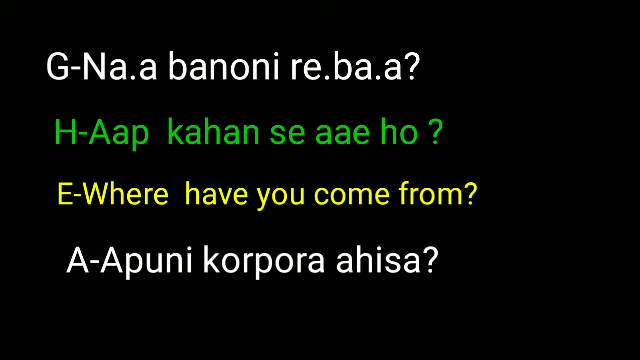 G-Na.a banoni re.ba.a?
H-Aap kahan se aae ho ?
E-Where have you come from?
A-Apuni korpora ahisa?